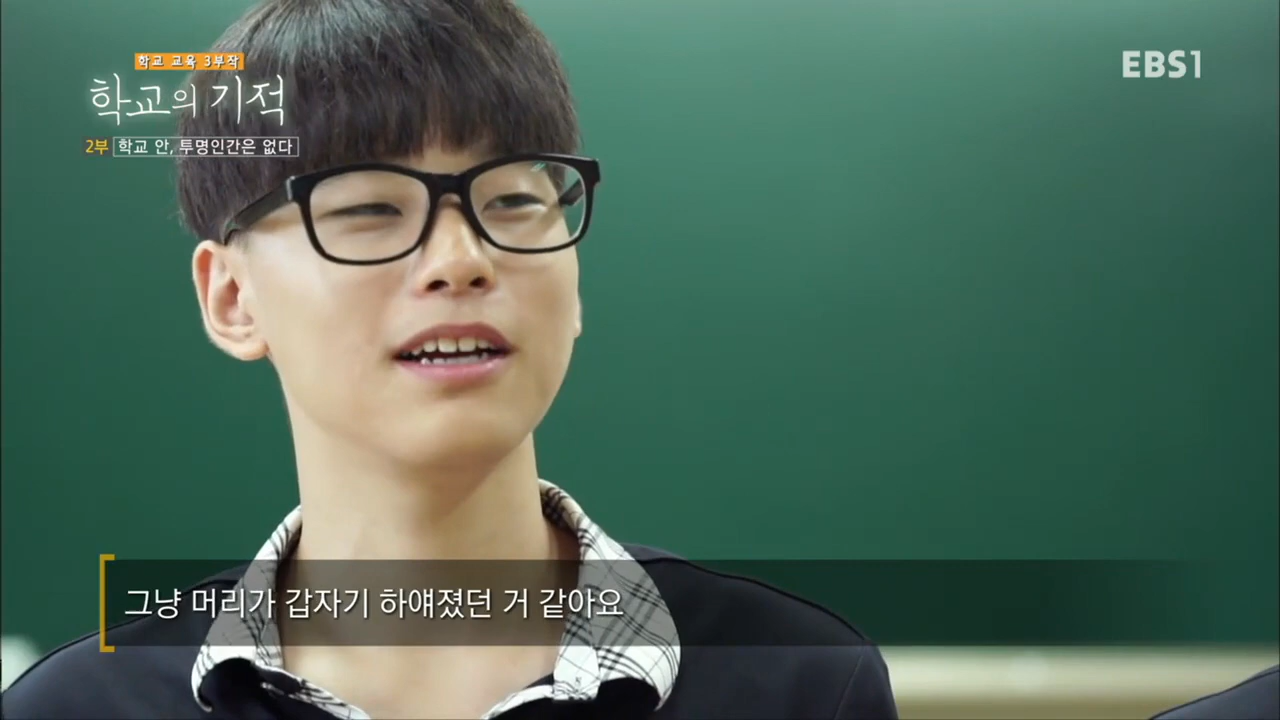 학교 교육 3부작
학교의 기적
2부 학교 안, 투명인간은 없다
EBS1
그냥 머리가 갑자기 하얘졌던 거 같아요